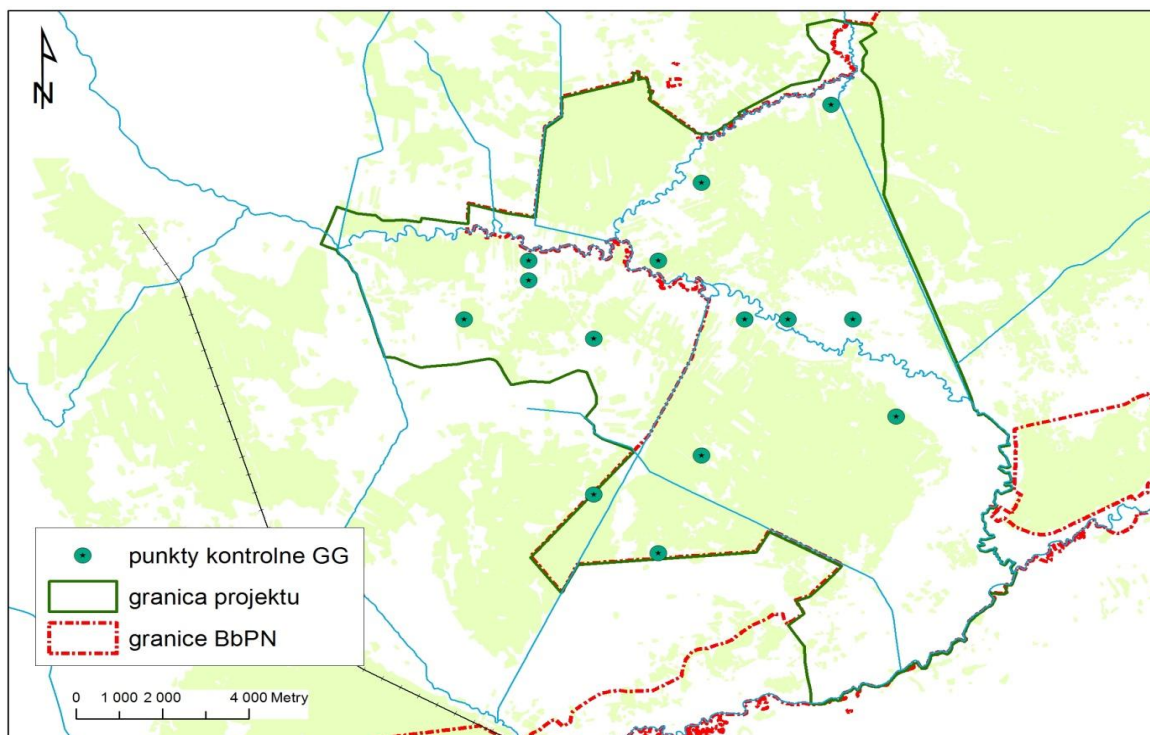 N
punkty kontrolne GG
granica projektu
granice BbPN
0 1 000 2 000 4 000 Metry